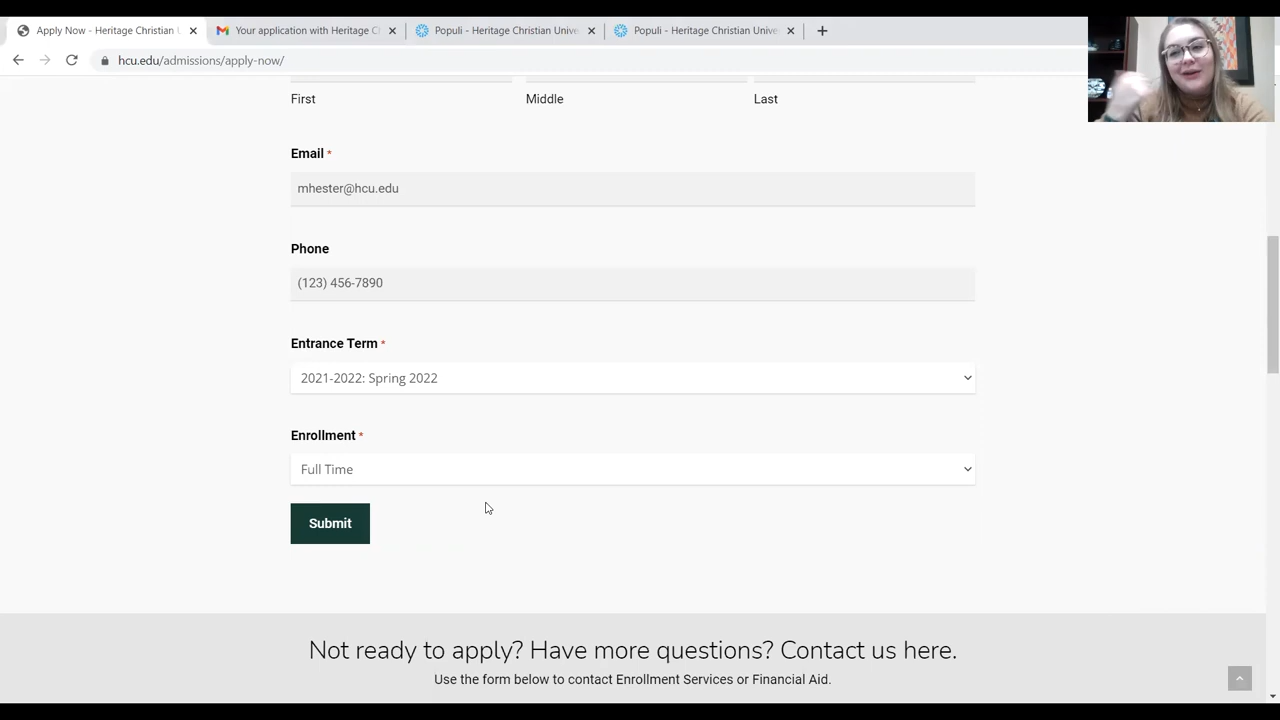 Apply Now - Heritage Christian U
Your application with Heritage C
Populi - Heritage Christian Unive
Populi - Heritage Christian Unive
hcu.edu/admissions/apply-now/
First Middle Last
Email *
mhester@hcu.edu
Phone
(123) 456-7890
Entrance Term *
2021-2022: Spring 2022
Enrollment *
Full Time
Submit
Not ready to apply? Have more questions? Contact us here.
Use the form below to contact Enrollment Services or Financial Aid.